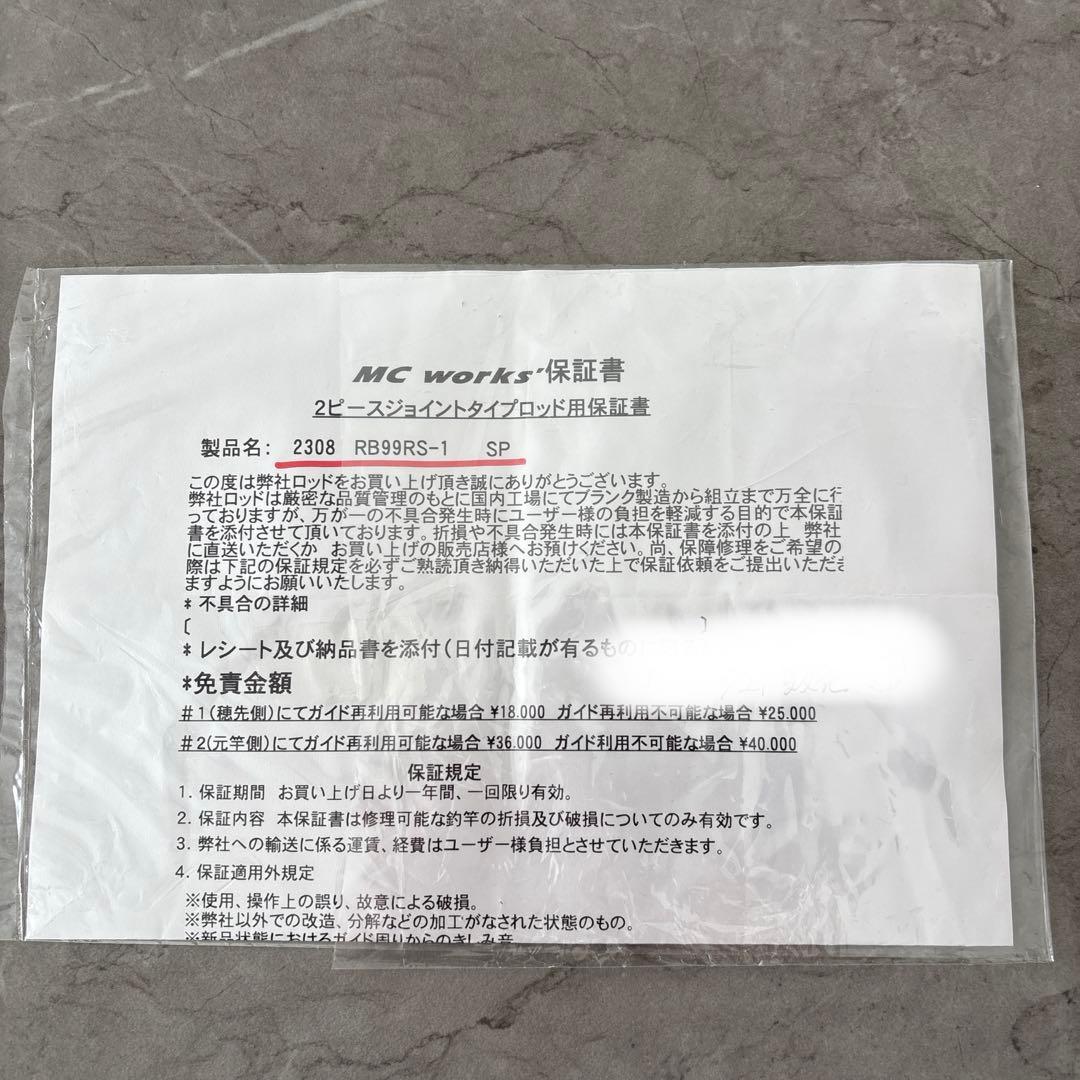 MC works'保証書
2ピースジョイントタイプロッド用保証書
製品名: 2308 RB99RS-1 SP
この度は弊社ロッドをお買い上げ頂き誠にありがとうございます。
弊社ロッドは厳密な品質管理のもとに国内工場にてブランク製造から組立まで万全に行
っておりますが、万が一の不具合発生時にユーザー様の負担を軽減する目的で本保証
書を添付させて頂いております。折損や不具合発生時には本保証書を添付の上 弊社
に直送いただくか お買い上げの販売店様へお預けください。尚、保障修理をご希望の
際は下記の保証規定を必ずご熟読頂き納得いただいた上で保証依頼をご提出いただき
ますようにお願いいたします。
* 不具合の詳細
[ ]
* レシート及び納品書を添付(日付記載が有るもの
*免責金額
#1(穂先側)にてガイド再利用可能な場合 ¥18.000 ガイド再利用不可能な場合 ¥25.000
#2(元竿側)にてガイド再利用可能な場合 ¥36.000 ガイド利用不可能な場合 ¥40.000
保証規定
1. 保証期間 お買い上げ日より一年間、一回限り有効。
2. 保証内容 本保証書は修理可能な釣竿の折損及び破損についてのみ有効です。
3. 弊社への輸送に係る運賃、経費はユーザー様負担とさせていただきます。
4. 保証適用外規定
※使用、操作上の誤り、故意による破損。
※弊社以外での改造、分解などの加工がなされた状態のもの。
※新品状態におけるガイド周りからのきしみ音